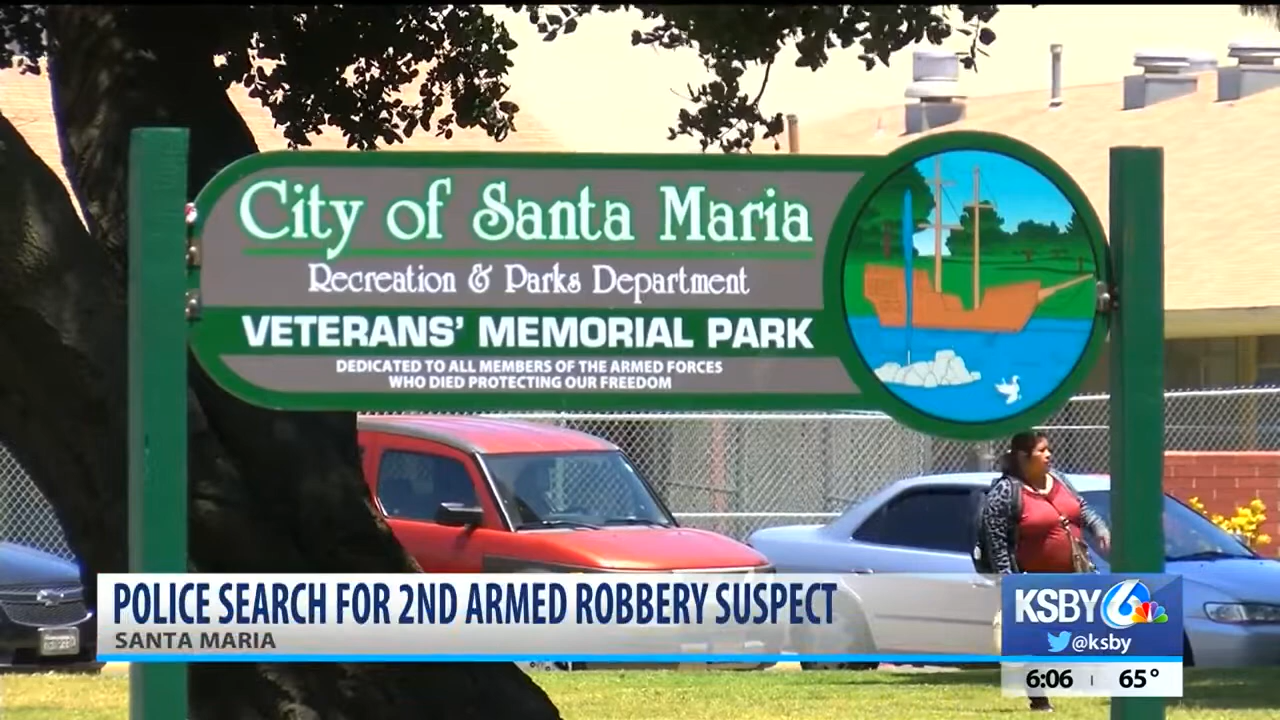 City of Santa Maria
Recreation & Parks Department
VETERANS' MEMORIAL PARK
DEDICATED TO ALL MEMBERS OF THE ARMED FORCES
WHO DIED PROTECTING OUR FREEDOM
POLICE SEARCH FOR 2ND ARMED ROBBERY SUSPECT
SANTA MARIA
KSBY 6
@ksby
6:06 65°